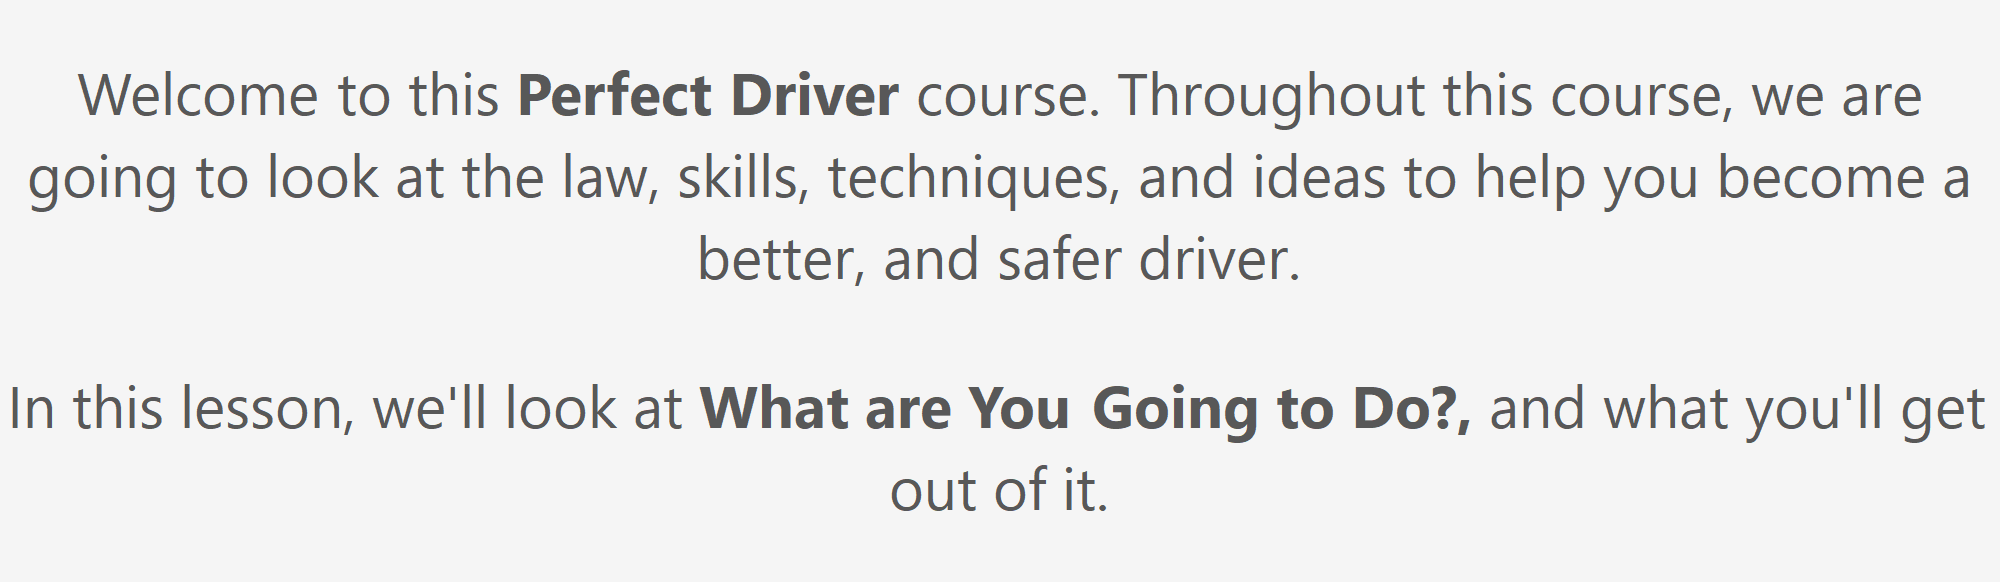 Welcome to this Perfect Driver course. Throughout this course, we are
going to look at the law, skills, techniques, and ideas to help you become a
better, and safer driver.
In this lesson, we'll look at What are You Going to Do?, and what you'll get
out of it.